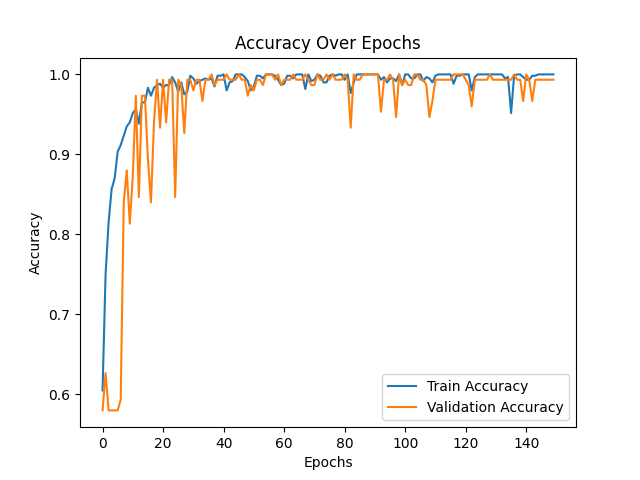 Accuracy Over Epochs
1.0
0.9
0.8
0.7
0.6
Accuracy
0 20 40 60 80 100 120 140
Epochs
Train Accuracy
Validation Accuracy